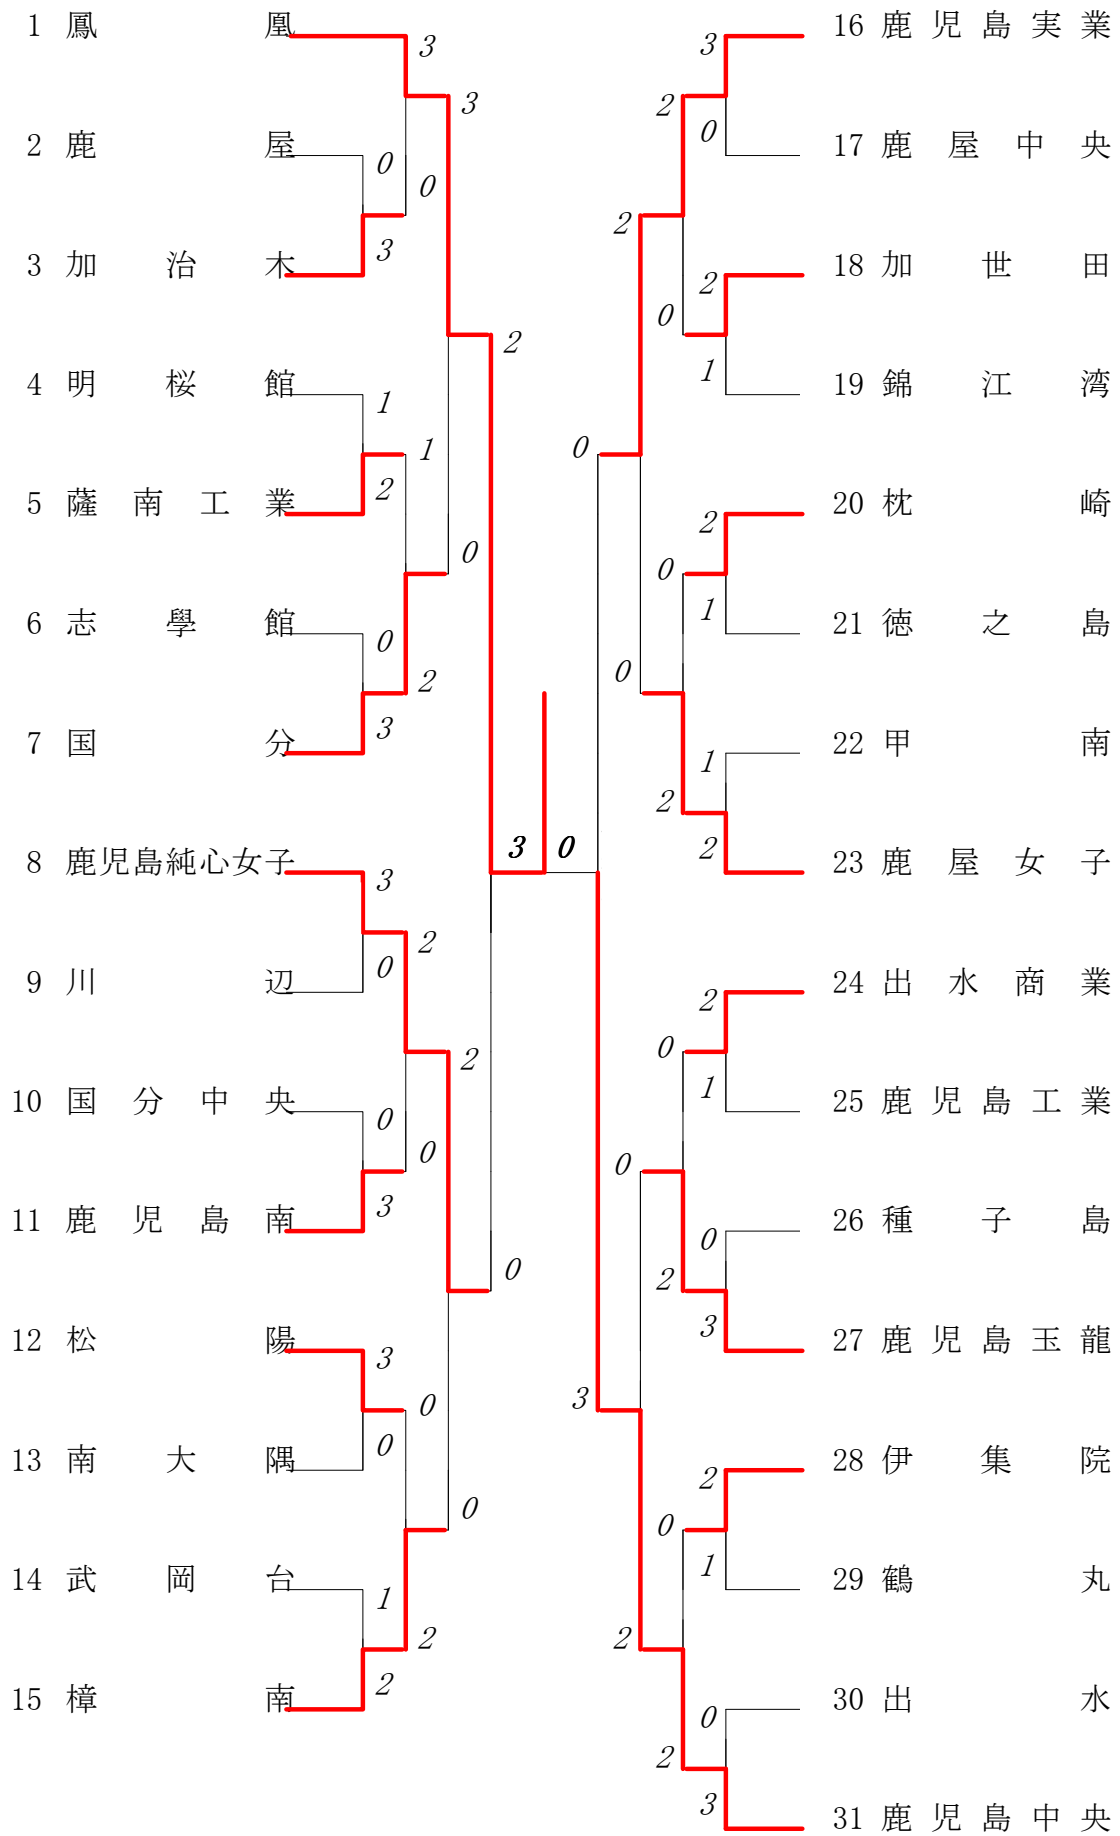 1 鳳凰
3
3
2 鹿屋
0
0
3 加治木
3
2
4 明桜館
1
1
5 薩南工業
2
0
6 志學館
0
2
7 国分
3
3 0
8 鹿児島純心女子
3
2
9 川辺
0
2
10 国分中央
0
0
11 鹿児島南
3
0
12 松陽
3
0
13 南大隅
0
0
14 武岡台
1
2
15 樟南
2
16 鹿児島実業
3
2
17 鹿屋中央
0
2
18 加世田
2
0
19 錦江湾
1
0
20 枕崎
2
0
21 徳之島
1
0
22 甲南
1
2
23 鹿屋女子
2
24 出水商業
2
0
25 鹿児島工業
1
0
26 種子島
0
2
27 鹿児島玉龍
3
3
28 伊集院
2
0
29 鶴丸
1
2
30 出水
0
2
31 鹿児島中央
3